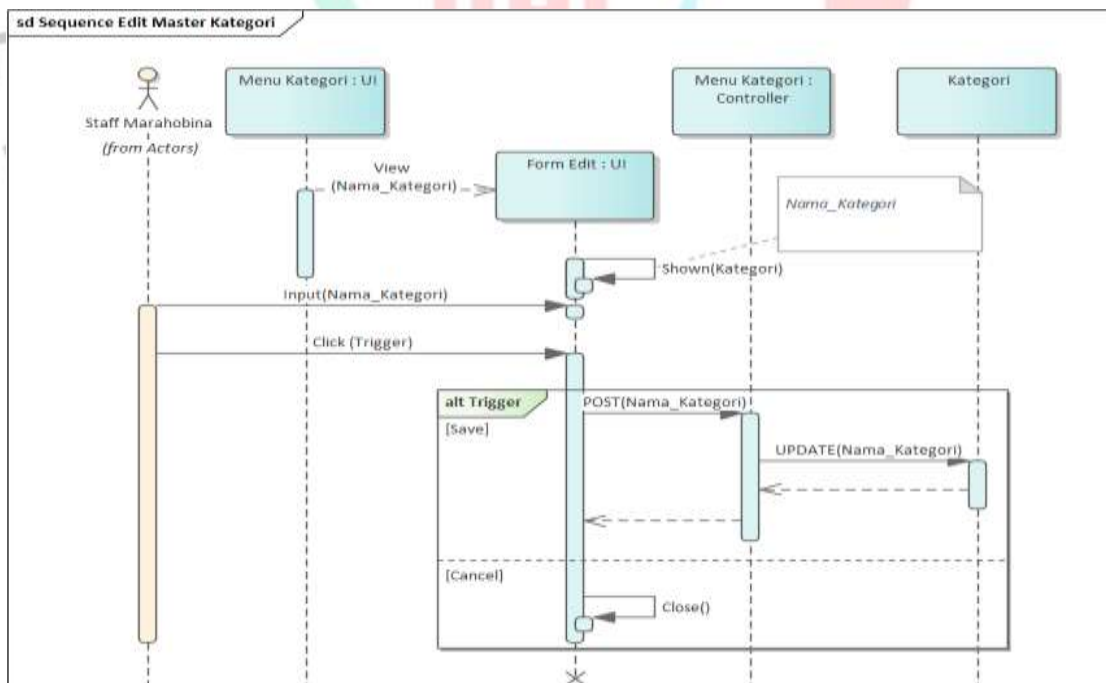 sd Sequence Edit Master Kategori
Staff Marahobina
(from Actors)
Menu Kategori : UI
Menu Kategori :
Controller
Kategori
View
(Nama_Kategori)
Form Edit : UI
Nama_Kategori
Shown(Kategori)
Input(Nama_Kategori)
Click (Trigger)
alt Trigger
POST(Nama_Kategori)
[Save]
UPDATE(Nama_Kategori)
[Cancel]
Close()